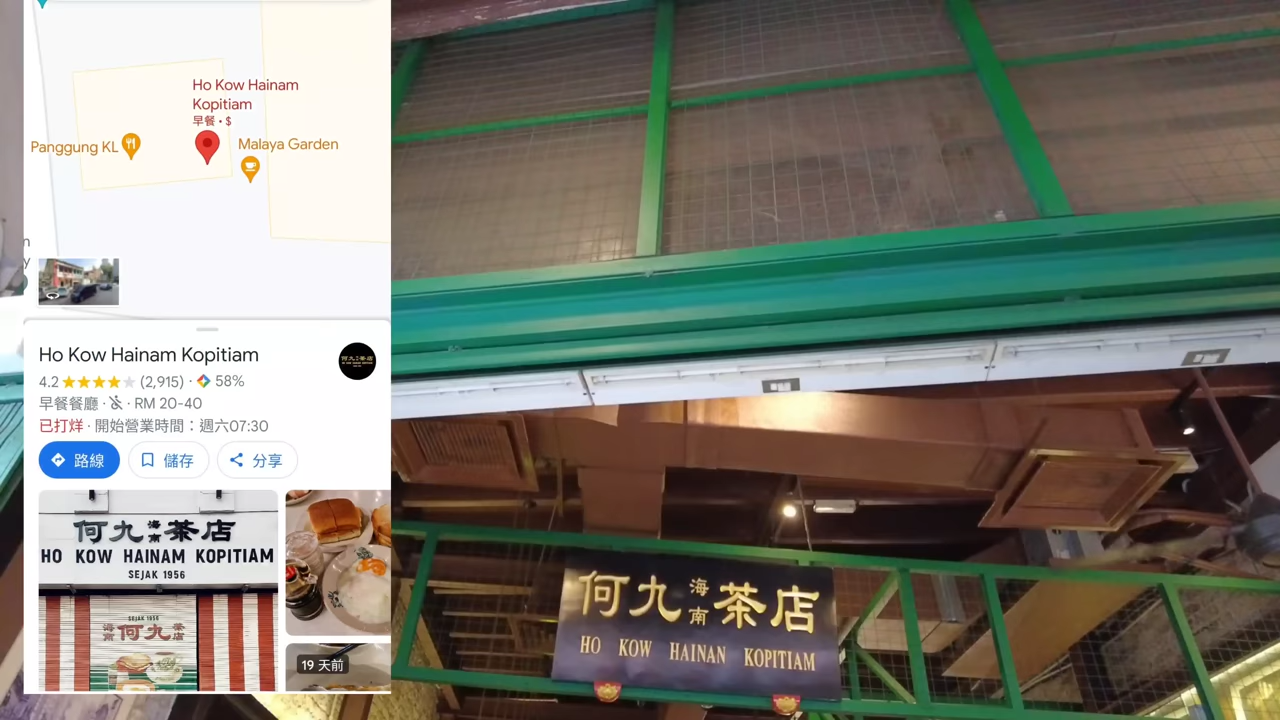 Ho Kow Hainam
Kopitiam
早餐 • $
Panggung KL
Malaya Garden
n
y
Ho Kow Hainam Kopitiam
4.2 (2,915) · 58%
早餐餐廳 · RM 20-40
已打烊 · 開始營業時間：週六07:30
路線
儲存
分享
何九海南茶店
HO KOW HAINAM KOPITIAM
SEJAK 1956
SEJAK 1956
海南何九茶店
19 天前
何九海南茶店
HO KOW HAINAN KOPITIAM